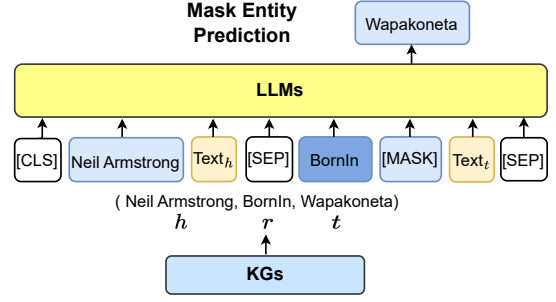 Mask Entity
Prediction
Wapakoneta
LLMs
[CLS] Neil Armstrong Text_h [SEP] BornIn [MASK] Text_t [SEP]
( Neil Armstrong, BornIn, Wapakoneta)
h r t
KGs